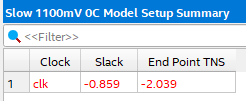 Slow 1100mV 0C Model Setup Summary
<<Filter>>
Clock Slack End Point TNS
1 clk -0.859 -2.039